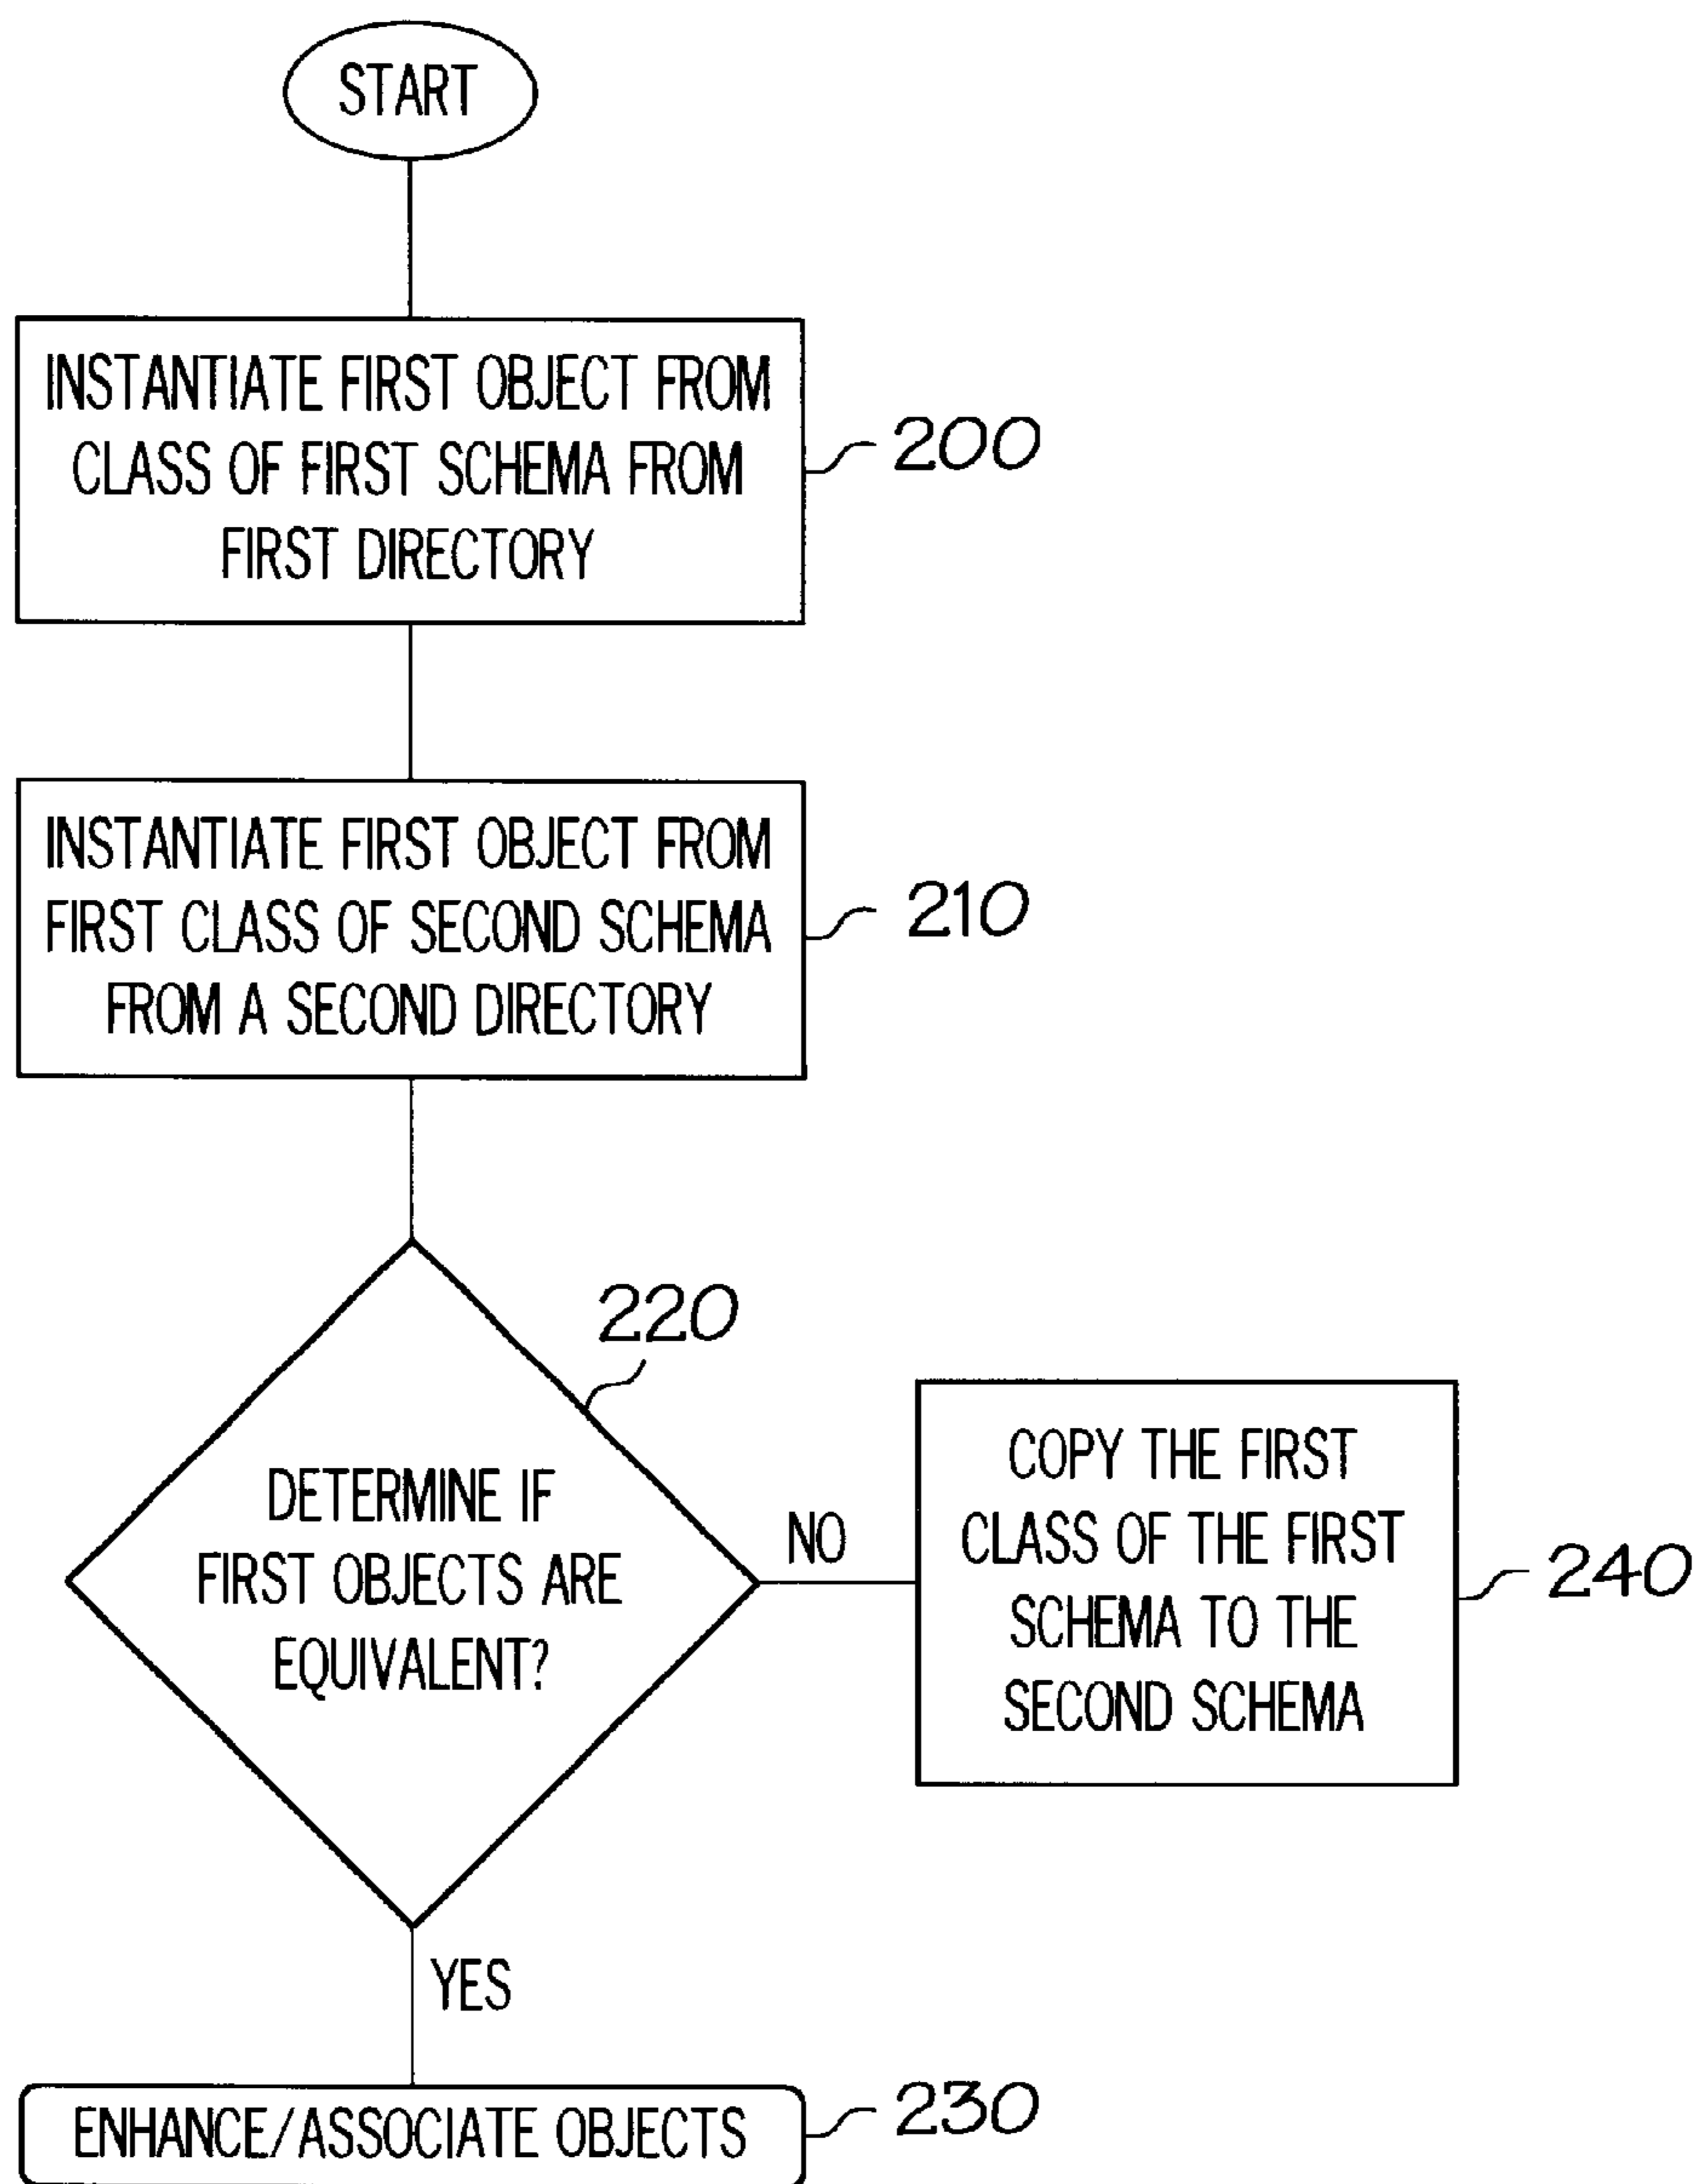 START
INSTANTIATE FIRST OBJECT FROM
CLASS OF FIRST SCHEMA FROM
FIRST DIRECTORY
200
INSTANTIATE FIRST OBJECT FROM
FIRST CLASS OF SECOND SCHEMA
FROM A SECOND DIRECTORY
210
220
DETERMINE IF
FIRST OBJECTS ARE
EQUIVALENT?
NO
COPY THE FIRST
CLASS OF THE FIRST
SCHEMA TO THE
SECOND SCHEMA
240
YES
ENHANCE/ASSOCIATE OBJECTS
230